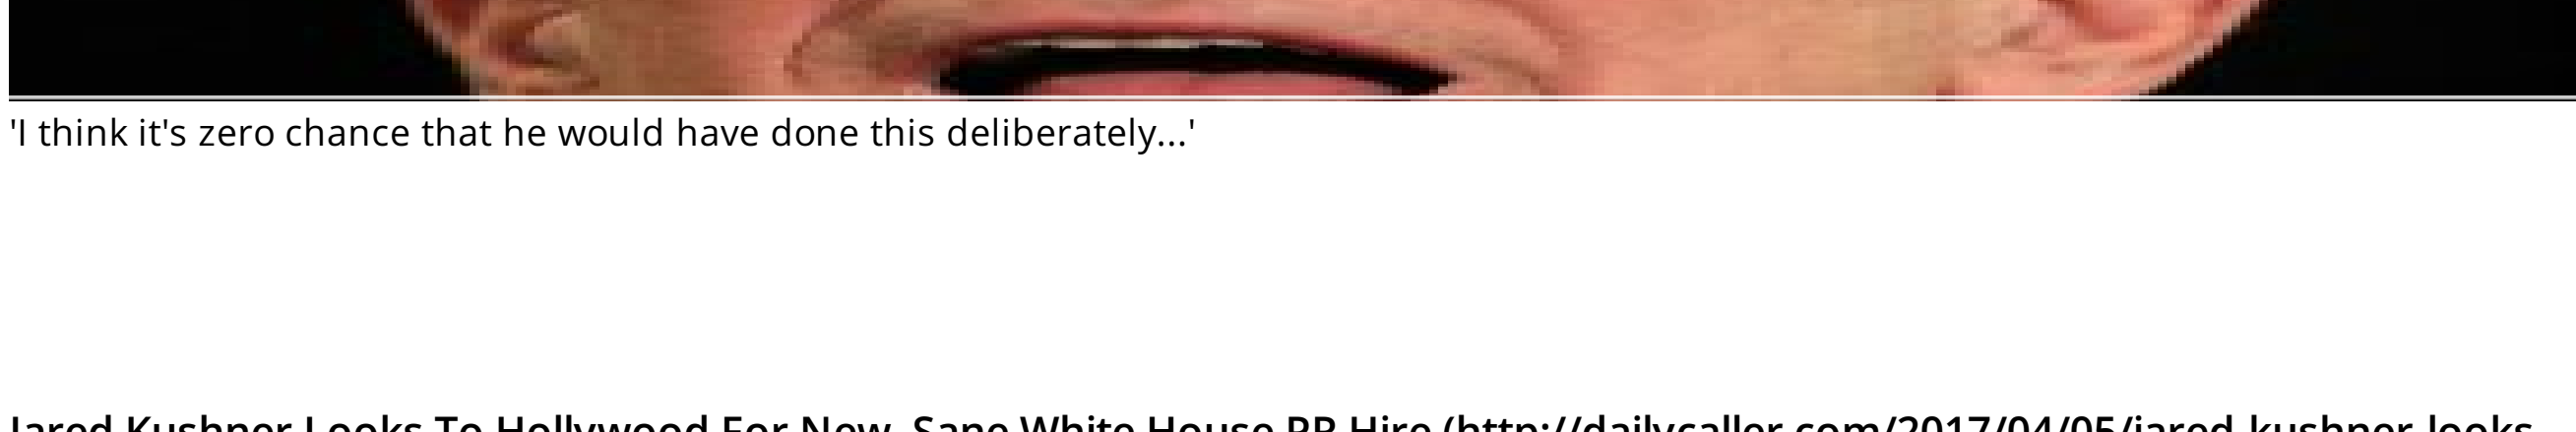 'I think it's zero chance that he would have done this deliberately...'
Jared Kushner Looks To Hollywood For New, Sane White House PR Hire (http://dailycaller.com/2017/04/05/jared-kushner-looks-